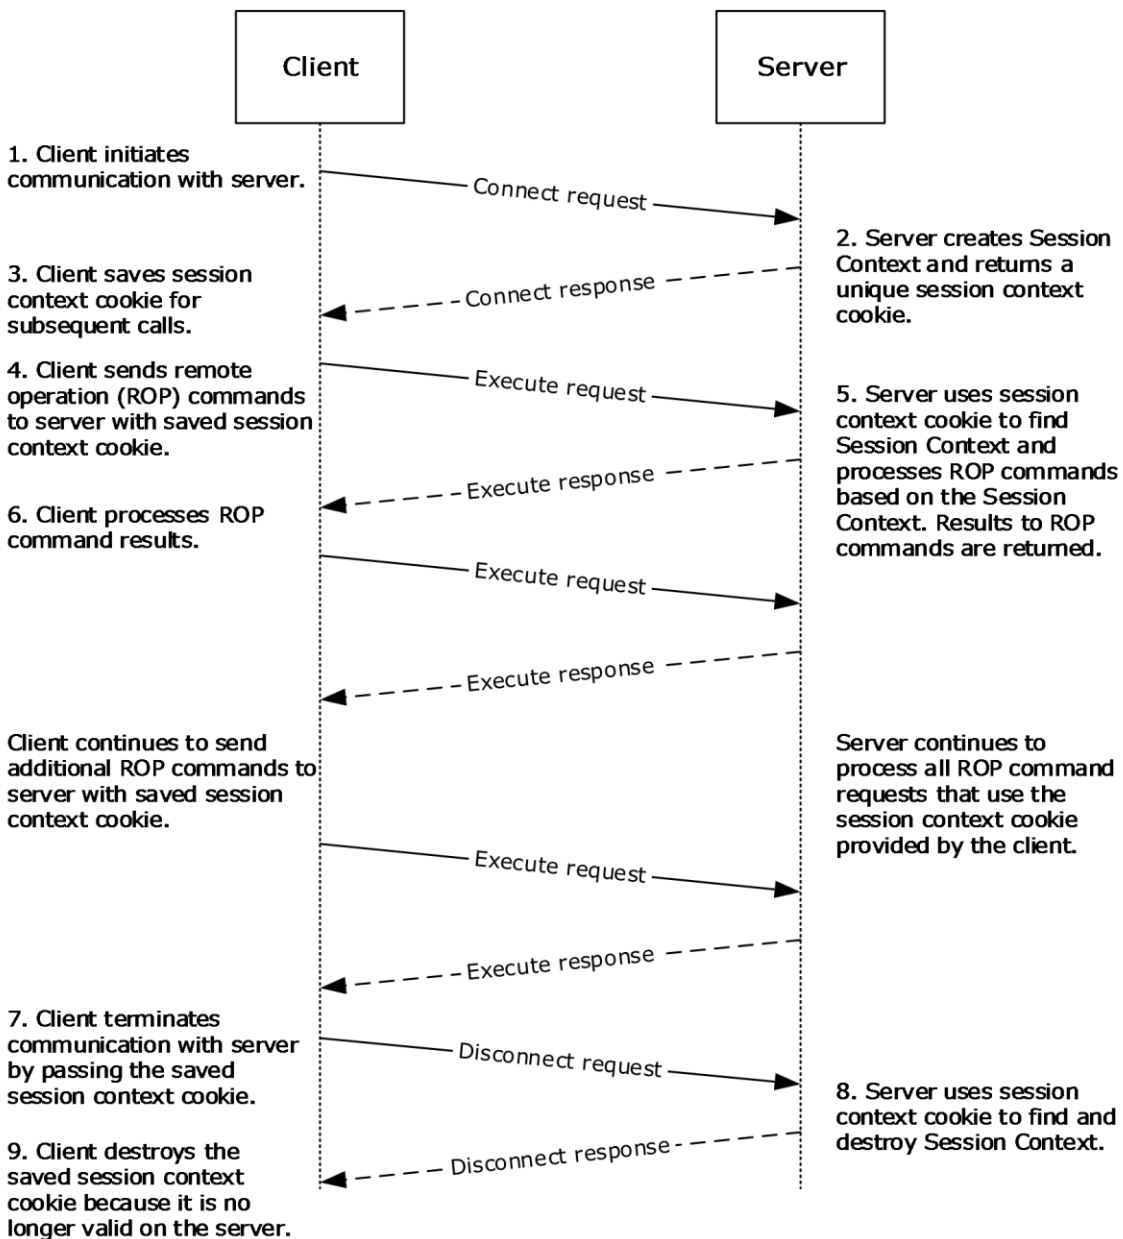 Client
Server
1. Client initiates
communication with server.
Connect request
2. Server creates Session
Context and returns a
unique session context
cookie.
3. Client saves session
context cookie for
subsequent calls.
Connect response
4. Client sends remote
operation (ROP) commands
to server with saved session
context cookie.
Execute request
5. Server uses session
context cookie to find
Session Context and
processes ROP commands
based on the Session
Context. Results to ROP
commands are returned.
Execute response
6. Client processes ROP
command results.
Execute request
Execute response
Client continues to send
additional ROP commands to
server with saved session
context cookie.
Server continues to
process all ROP command
requests that use the
session context cookie
provided by the client.
Execute request
Execute response
7. Client terminates
communication with server
by passing the saved
session context cookie.
Disconnect request
8. Server uses session
context cookie to find and
destroy Session Context.
Disconnect response
9. Client destroys the
saved session context
cookie because it is no
longer valid on the server.